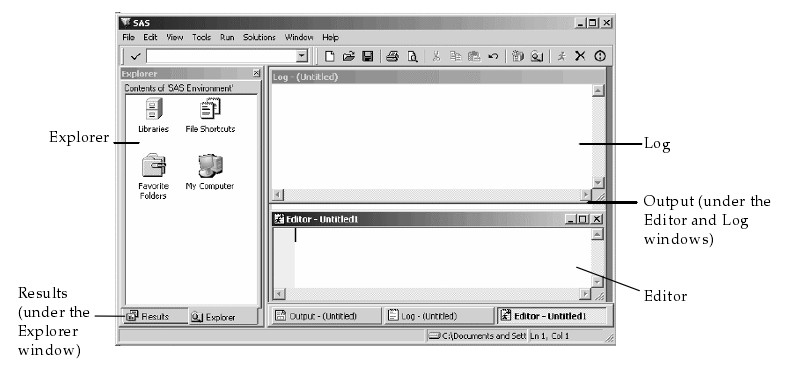 SAS
File Edit View Tools Run Solutions Window Help
Explorer
Contents of 'SAS Environment'
Libraries
File Shortcuts
Favorite
Folders
My Computer
Results
Explorer
Log - (Untitled)
Editor - Untitled1
Output - (Untitled)
Log - (Untitled)
Editor - Untitled1
C:\Documents and Sett
Ln 1, Col 1
Explorer
Results
(under the
Explorer
window)
Log
Output (under the
Editor and Log
windows)
Editor